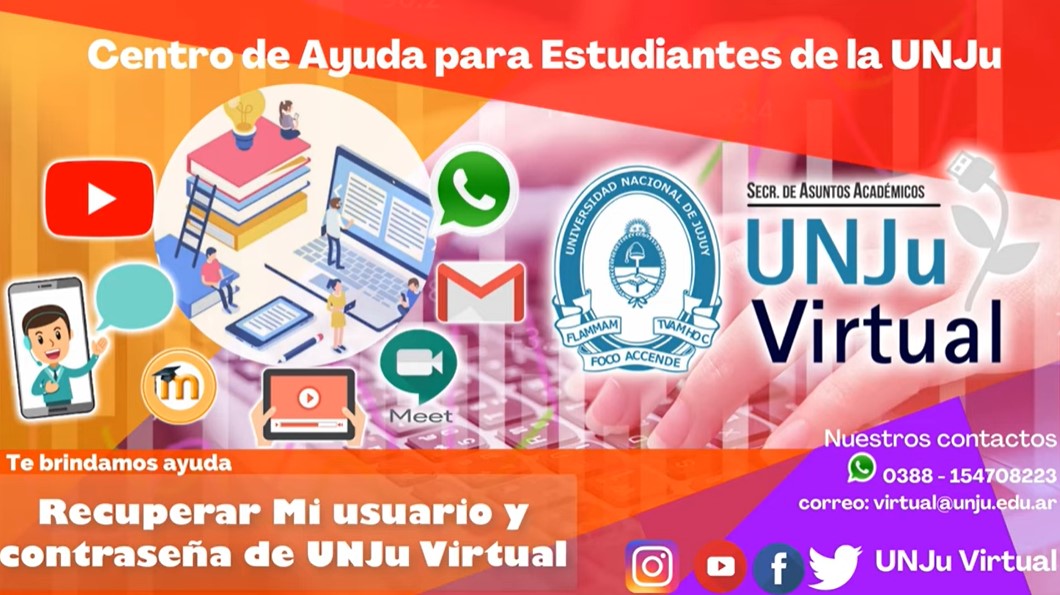 Centro de Ayuda para Estudiantes de la UNJu
UNIVERSIDAD NACIONAL DE JUJUY
FLAMMAM
TVAM HOC
FOCO ACCENDE
SECR. DE ASUNTOS ACADÉMICOS
UNJu
Virtual
m
Meet
Te brindamos ayuda
Recuperar Mi usuario y
contraseña de UNJu Virtual
Nuestros contactos
0388 - 154708223
correo: virtual@unju.edu.ar
UNJu Virtual